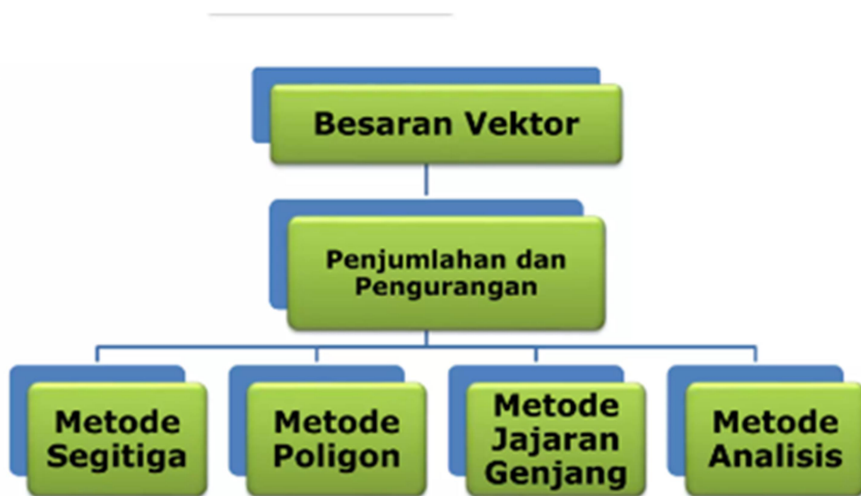 Besaran Vektor
Penjumlahan dan
Pengurangan
Metode
Segitiga
Metode
Poligon
Metode
Jajaran
Genjang
Metode
Analisis